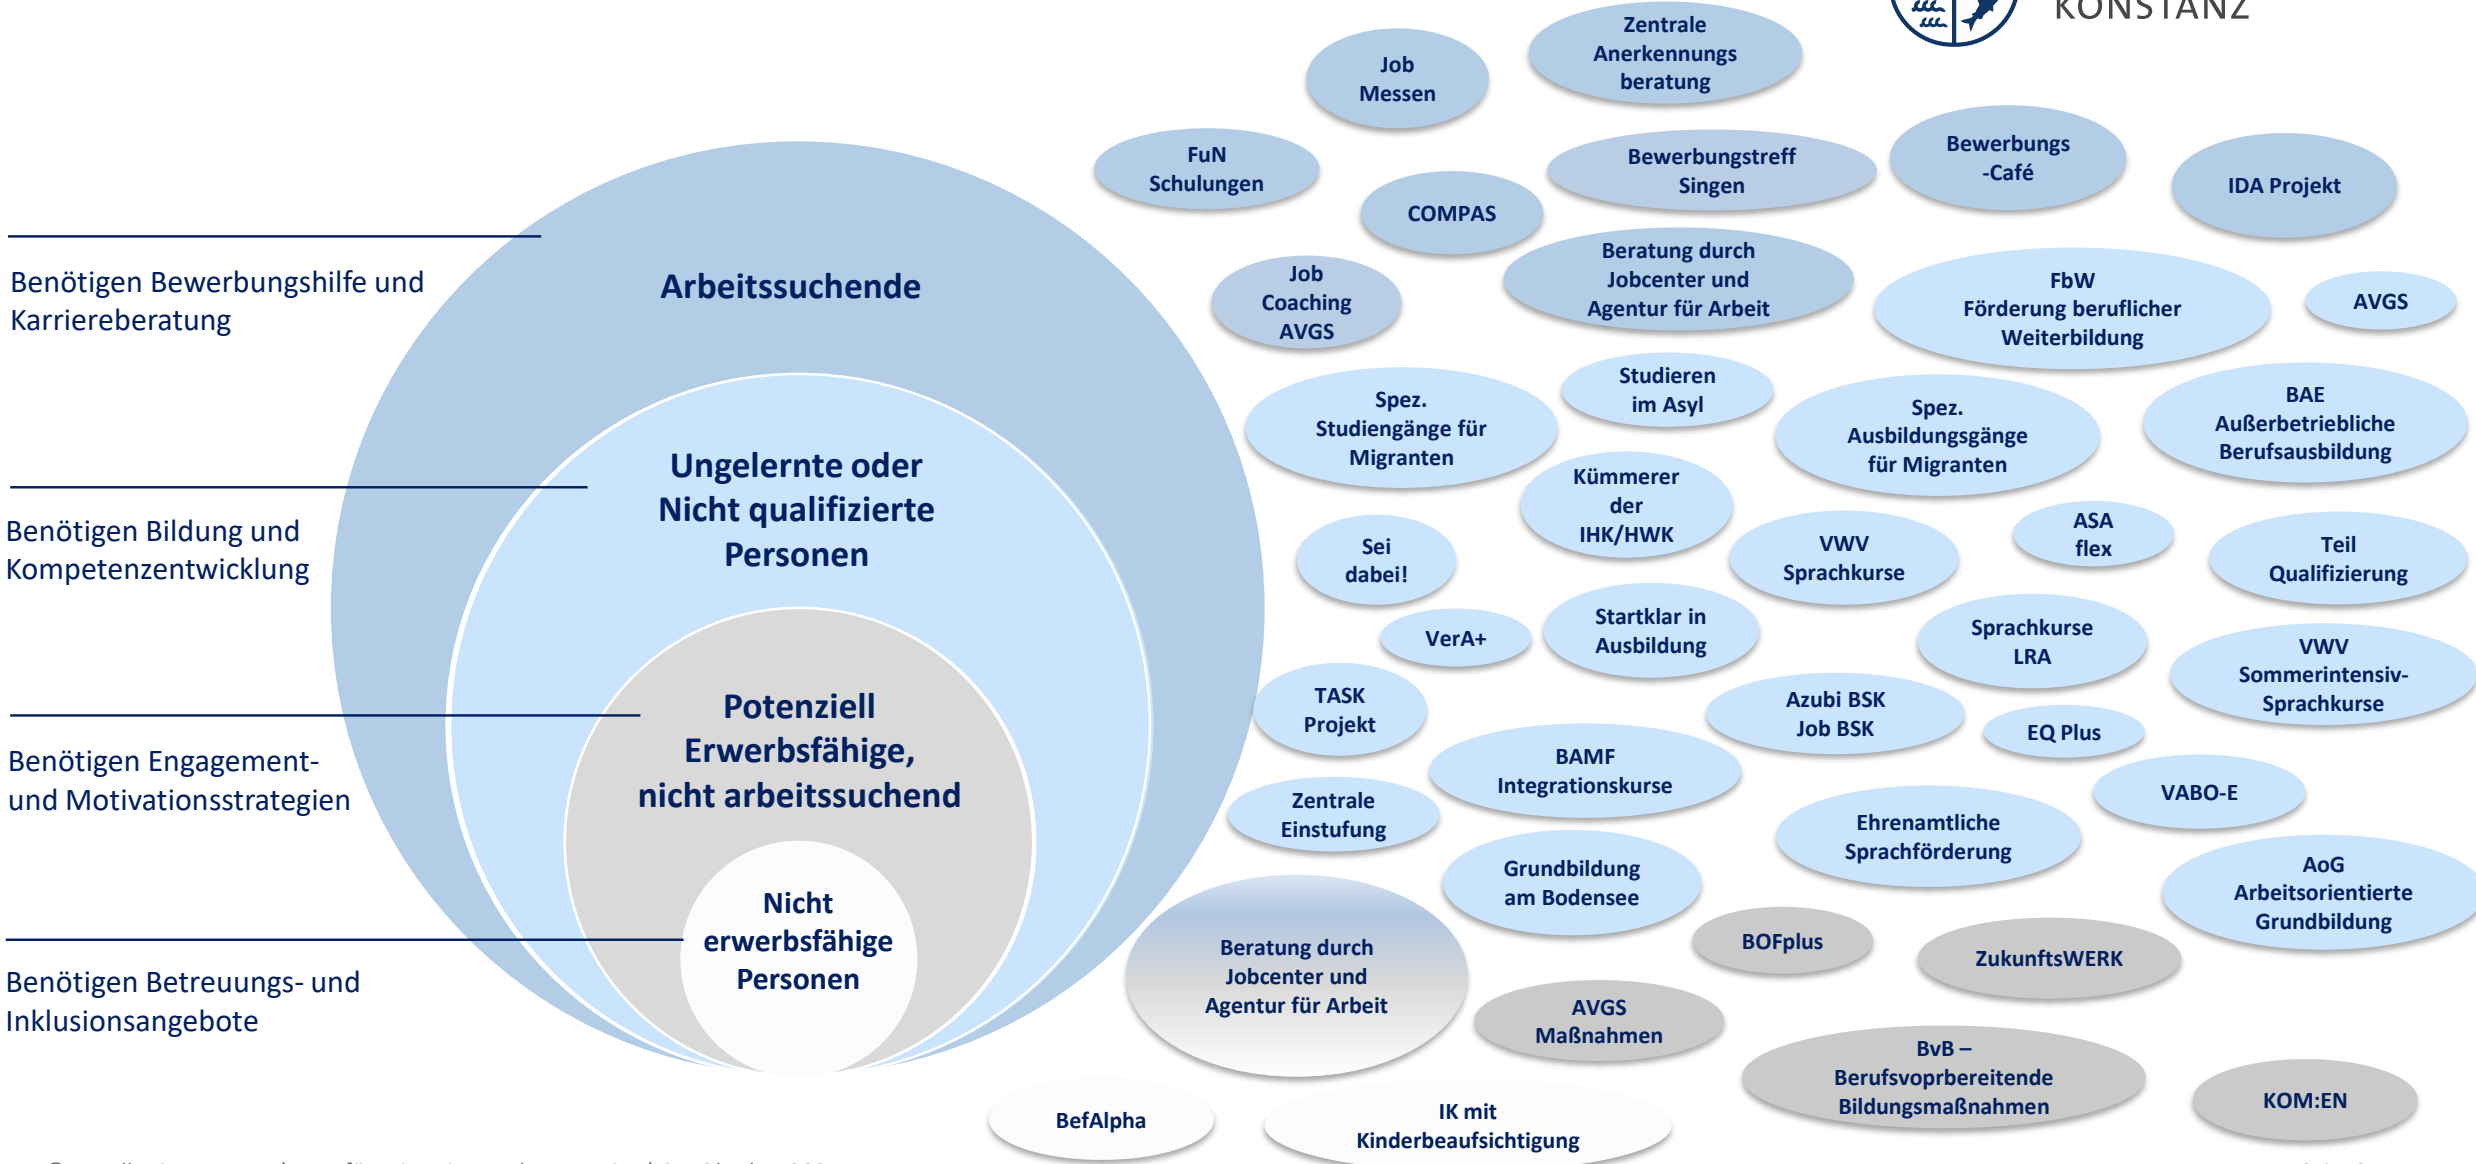 KONSTANZ
Zentrale
Anerkennungs
beratung
Job
Messen
FuN
Schulungen
Bewerbungstreff
Singen
Bewerbungs
-Café
IDA Projekt
COMPAS
Job
Coaching
AVGS
Beratung durch
Jobcenter und
Agentur für Arbeit
FbW
Förderung beruflicher
Weiterbildung
AVGS
Benötigen Bewerbungshilfe und
Karriereberatung
Arbeitssuchende
Spez.
Studiengänge für
Migranten
Studieren
im Asyl
Spez.
Ausbildungsgänge
für Migranten
BAE
Außerbetriebliche
Berufsausbildung
Ungelernte oder
Nicht qualifizierte
Personen
Benötigen Bildung und
Kompetenzentwicklung
Kümmerer
der
IHK/HWK
Sei
dabei!
VWV
Sprachkurse
ASA
flex
Teil
Qualifizierung
VerA+
Startklar in
Ausbildung
Sprachkurse
LRA
VWV
Sommerintensiv-
Sprachkurse
TASK
Projekt
Azubi BSK
Job BSK
EQ Plus
Potenziell
Erwerbsfähige,
nicht arbeitssuchend
Benötigen Engagement-
und Motivationsstrategien
BAMF
Integrationskurse
VABO-E
Zentrale
Einstufung
Ehrenamtliche
Sprachförderung
Grundbildung
am Bodensee
AoG
Arbeitsorientierte
Grundbildung
Nicht
erwerbsfähige
Personen
Benötigen Betreuungs- und
Inklusionsangebote
Beratung durch
Jobcenter und
Agentur für Arbeit
BOFplus
ZukunftsWERK
AVGS
Maßnahmen
BvB –
Berufsvoprbereitende
Bildungsmaßnahmen
KOM:EN
BefAlpha
IK mit
Kinderbeaufsichtigung